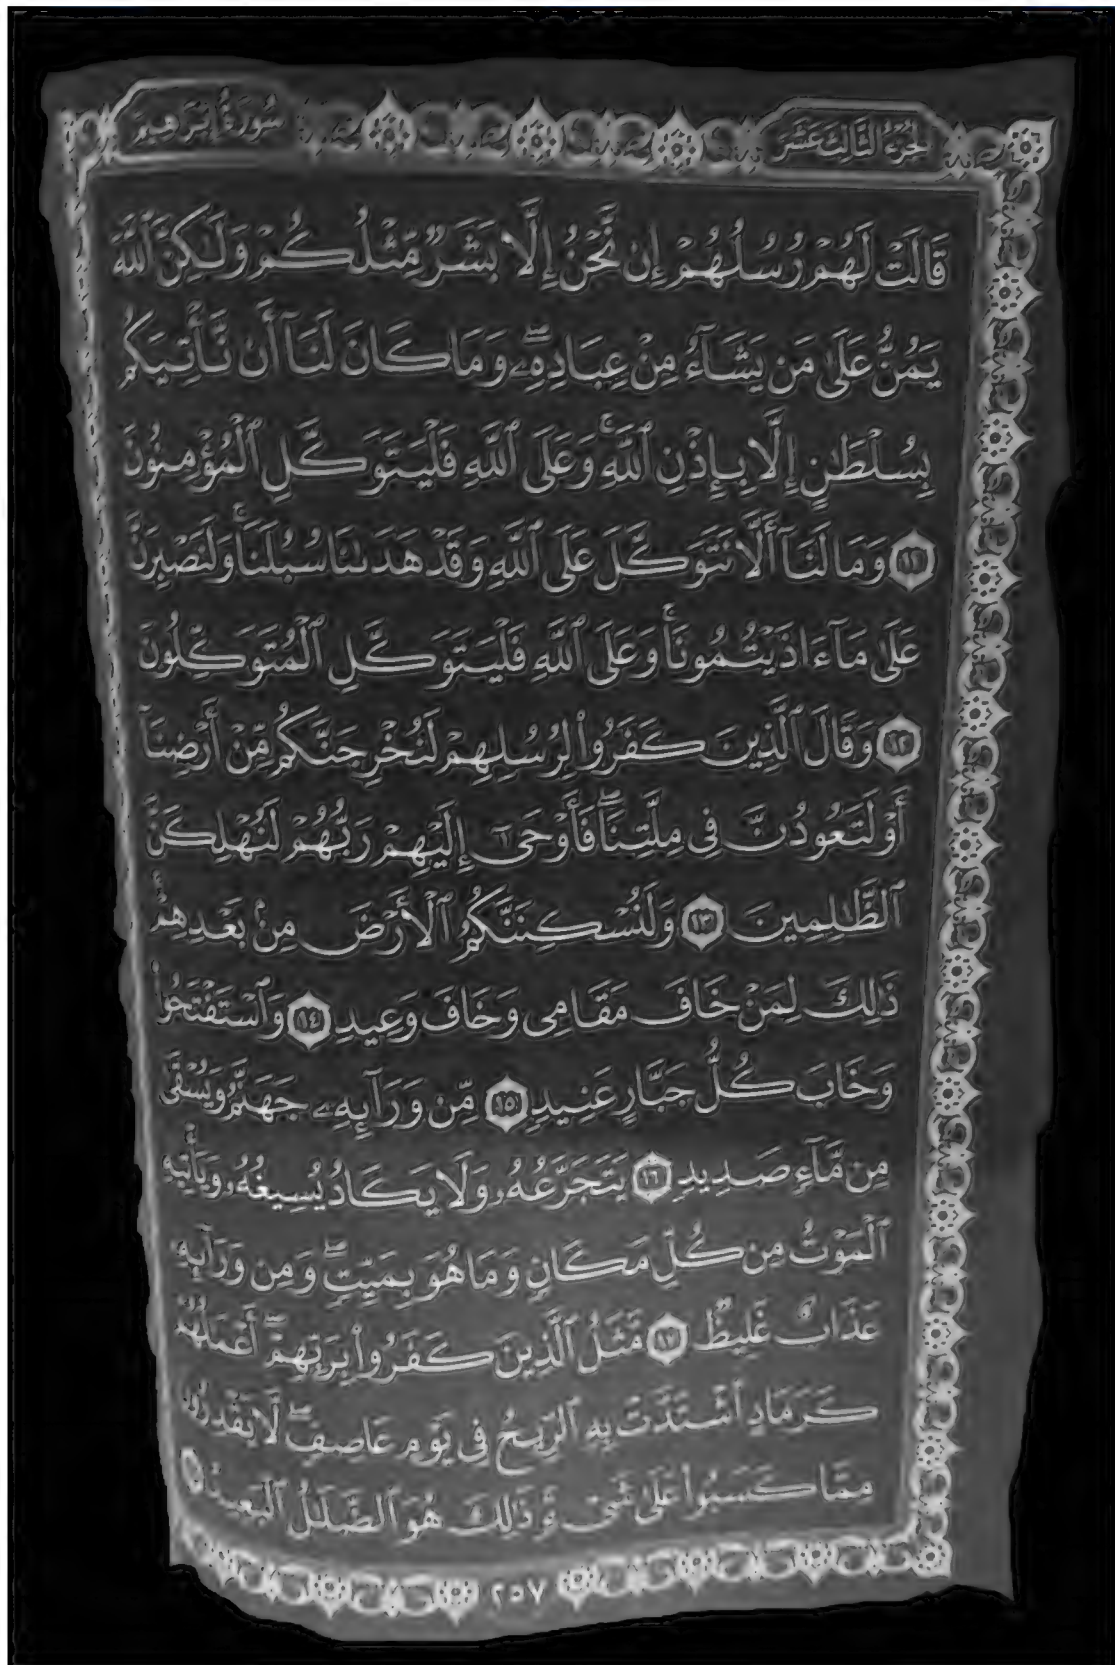 الجزء الثالث عشر
سورة إبراهيم
قَالَتْ لَهُمْ رُسُلُهُمْ إِن نَّحْنُ إِلَّا بَشَرٌ مِّثْلُكُمْ وَلَٰكِنَّ ٱللَّهَ
يَمُنُّ عَلَىٰ مَن يَشَآءُ مِنْ عِبَادِهِۦۖ وَمَا كَانَ لَنَآ أَن نَّأْتِيَكُم
بِسُلْطَٰنٍ إِلَّا بِإِذْنِ ٱللَّهِۚ وَعَلَى ٱللَّهِ فَلْيَتَوَكَّلِ ٱلْمُؤْمِنُونَ
١١ وَمَا لَنَآ أَلَّا نَتَوَكَّلَ عَلَى ٱللَّهِ وَقَدْ هَدَىٰنَا سُبُلَنَاۚ وَلَنَصْبِرَنَّ
عَلَىٰ مَآ ءَاذَيْتُمُونَاۚ وَعَلَى ٱللَّهِ فَلْيَتَوَكَّلِ ٱلْمُتَوَكِّلُونَ
١٢ وَقَالَ ٱلَّذِينَ كَفَرُوا۟ لِرُسُلِهِمْ لَنُخْرِجَنَّكُم مِّنْ أَرْضِنَآ
أَوْ لَتَعُودُنَّ فِى مِلَّتِنَاۖ فَأَوْحَىٰٓ إِلَيْهِمْ رَبُّهُمْ لَنُهْلِكَنَّ
ٱلظَّٰلِمِينَ ١٣ وَلَنُسْكِنَنَّكُمُ ٱلْأَرْضَ مِنۢ بَعْدِهِمْۚ
ذَٰلِكَ لِمَنْ خَافَ مَقَامِى وَخَافَ وَعِيدِ ١٤ وَٱسْتَفْتَحُوا۟
وَخَابَ كُلُّ جَبَّارٍ عَنِيدٍ ١٥ مِّن وَرَآئِهِۦ جَهَنَّمُ وَيُسْقَىٰ
مِن مَّآءٍ صَدِيدٍ ١٦ يَتَجَرَّعُهُۥ وَلَا يَكَادُ يُسِيغُهُۥ وَيَأْتِيهِ
ٱلْمَوْتُ مِن كُلِّ مَكَانٍ وَمَا هُوَ بِمَيِّتٍۖ وَمِن وَرَآئِهِۦ
عَذَابٌ غَلِيظٌ ١٧ مَّثَلُ ٱلَّذِينَ كَفَرُوا۟ بِرَبِّهِمْۖ أَعْمَٰلُهُمْ
كَرَمَادٍ ٱشْتَدَّتْ بِهِ ٱلرِّيحُ فِى يَوْمٍ عَاصِفٍۖ لَّا يَقْدِرُونَ
مِمَّا كَسَبُوا۟ عَلَىٰ شَىْءٍۚ ذَٰلِكَ هُوَ ٱلضَّلَٰلُ ٱلْبَعِيدُ
٢٥٧